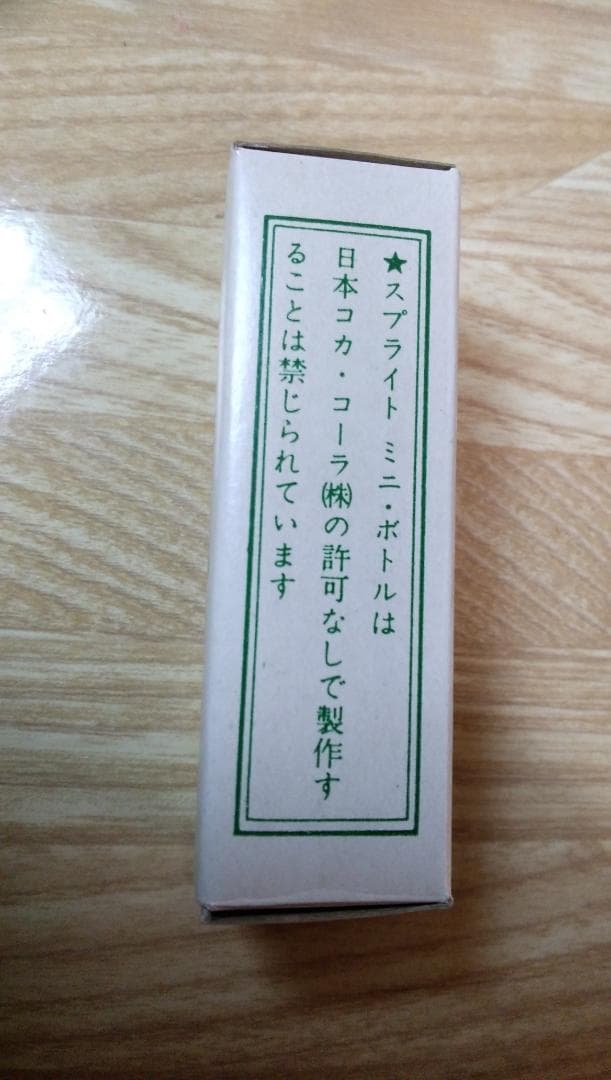 ★スプライト ミニ・ボトルは
日本コカ・コーラ㈱の許可なしで製作す
ることは禁じられています